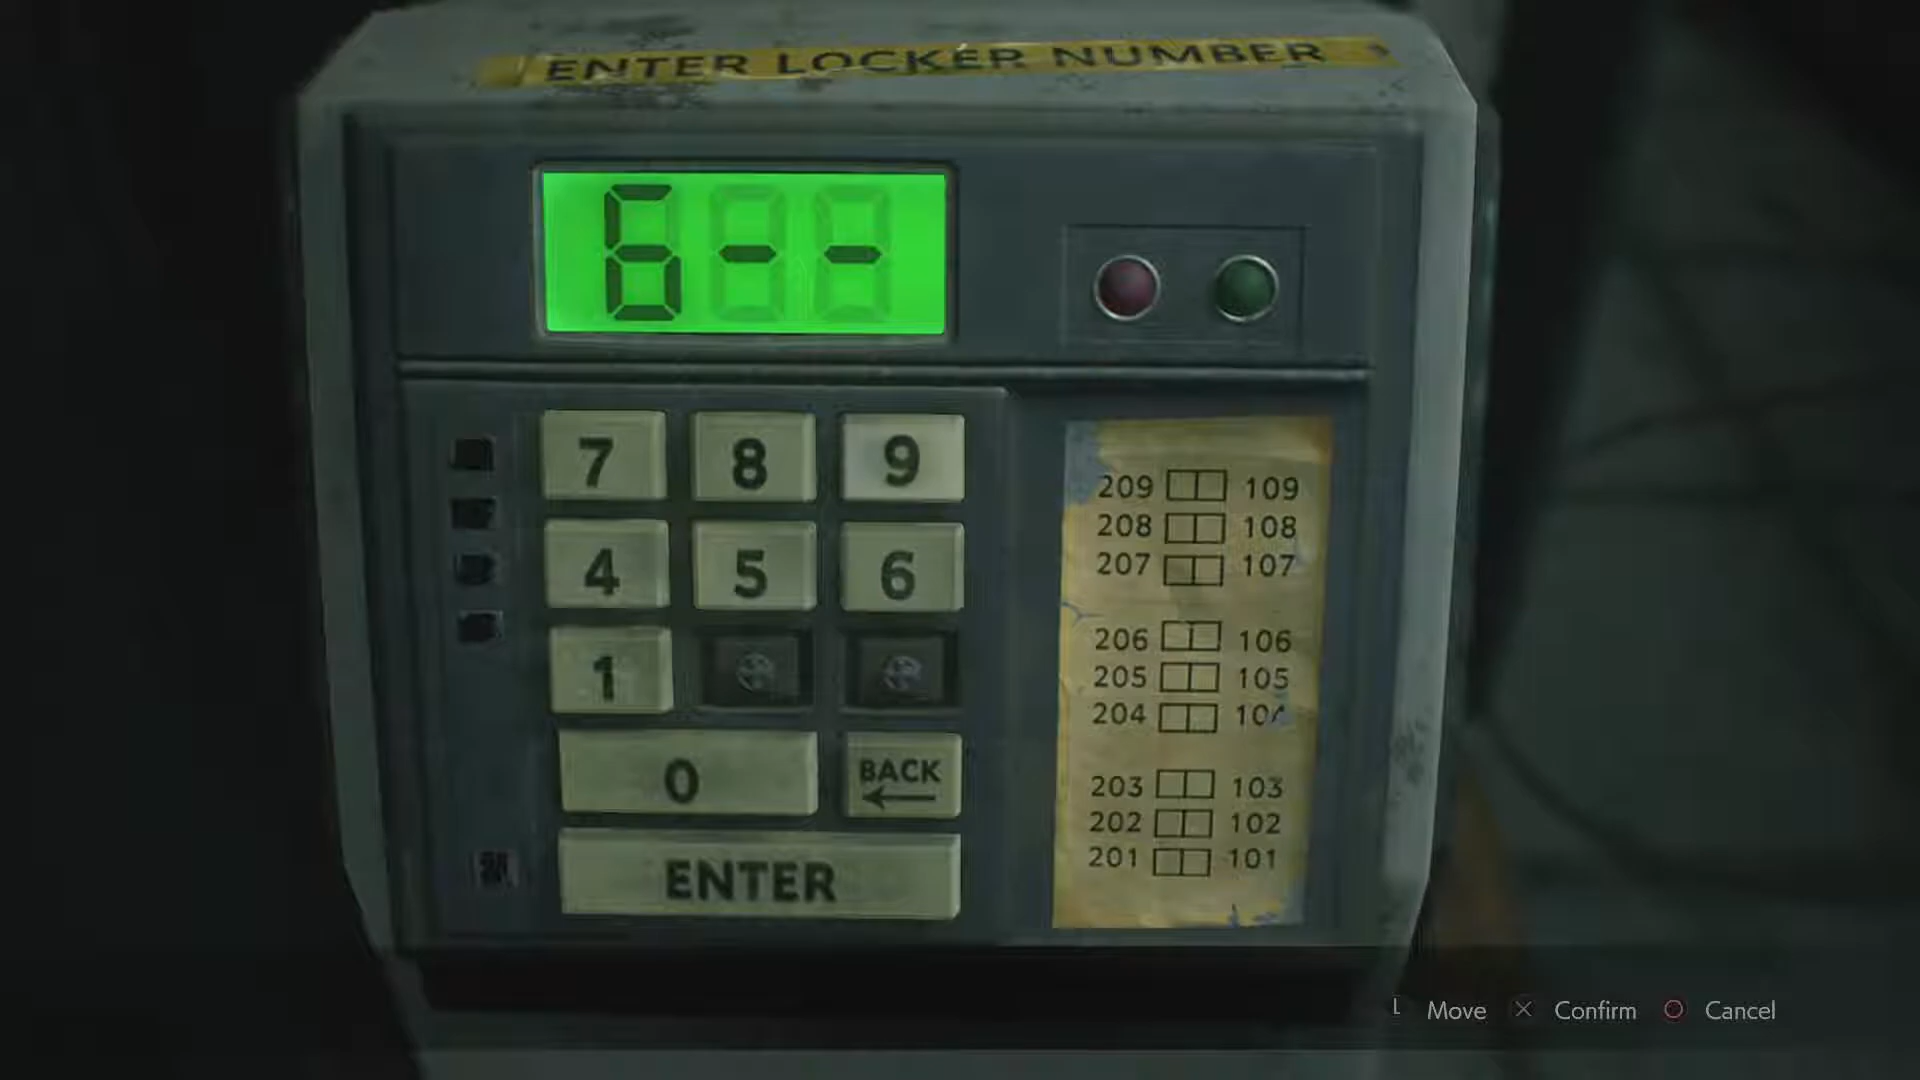 ENTER LOCKER NUMBER
6--
7 8 9
4 5 6
1
0 BACK
ENTER
209 109
208 108
207 107
206 106
205 105
204 104
203 103
202 102
201 101
L Move X Confirm O Cancel